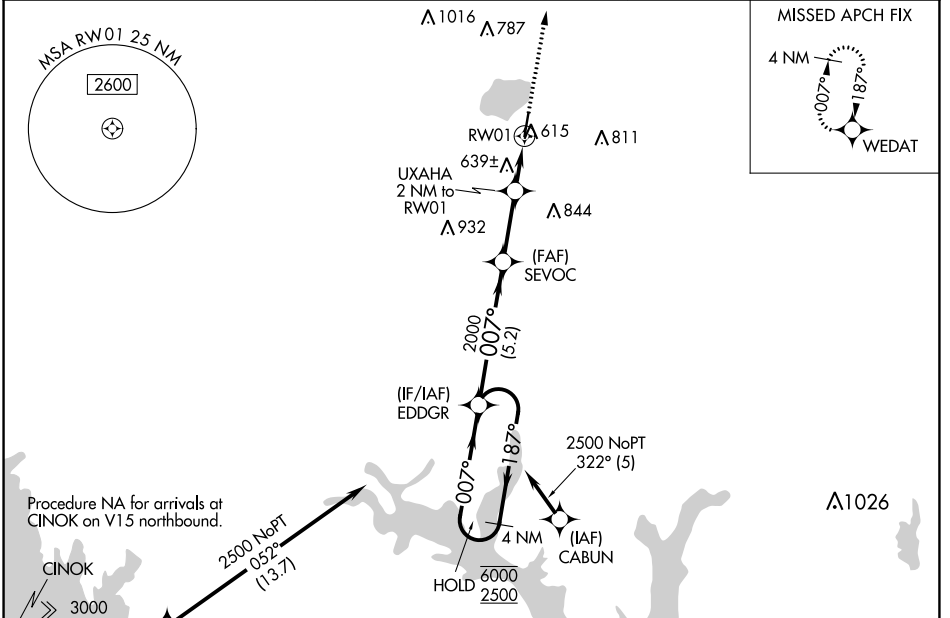 MSA RW01 25 NM
2600
1016
787
RW01
615
811
639±
UXAHA
2 NM to
RW01
844
932
(FAF)
SEVOC
2000
007°
(5.2)
(IF/IAF)
EDDGR
187°
007°
2500 NoPT
322° (5)
4 NM
(IAF)
CABUN
HOLD
6000
2500
1026
Procedure NA for arrivals at
CINOK on V15 northbound.
2500 NoPT
052°
(13.7)
CINOK
3000
MISSED APCH FIX
4 NM
007°
187°
WEDAT